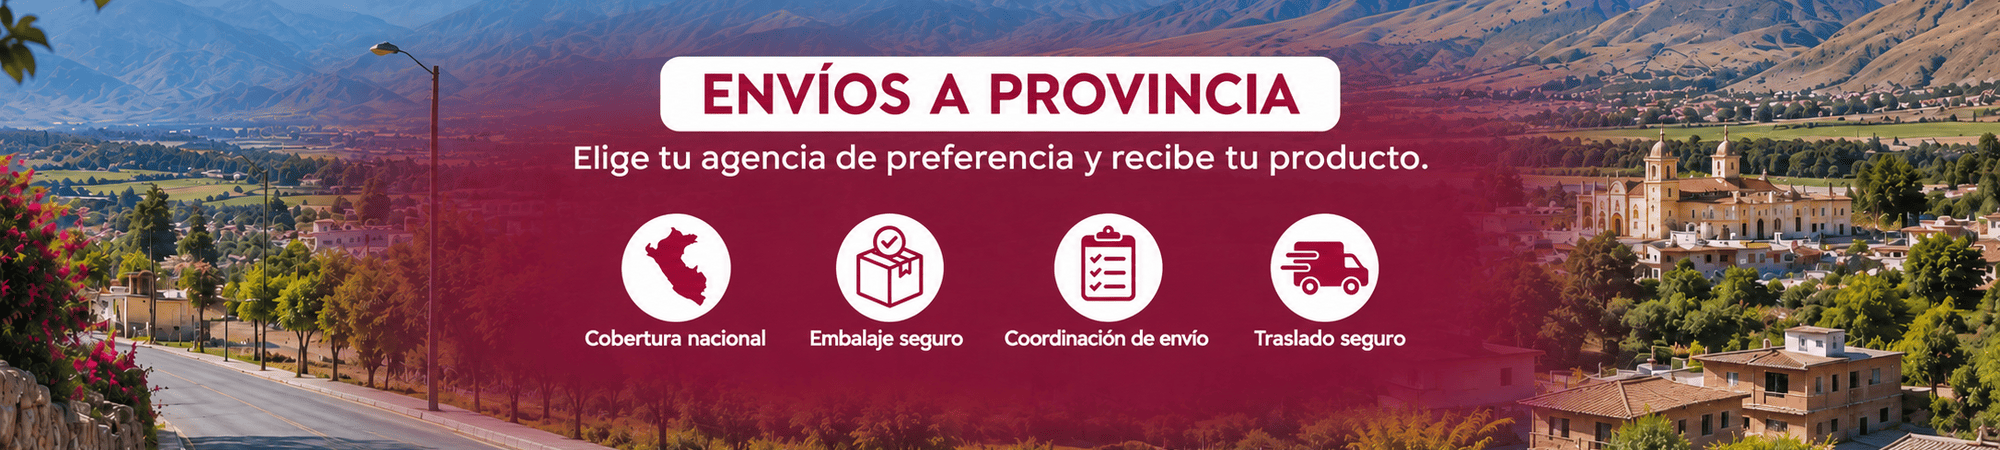 ENVÍOS A PROVINCIA
Elige tu agencia de preferencia y recibe tu producto.
Cobertura nacional
Embalaje seguro
Coordinación de envío
Traslado seguro